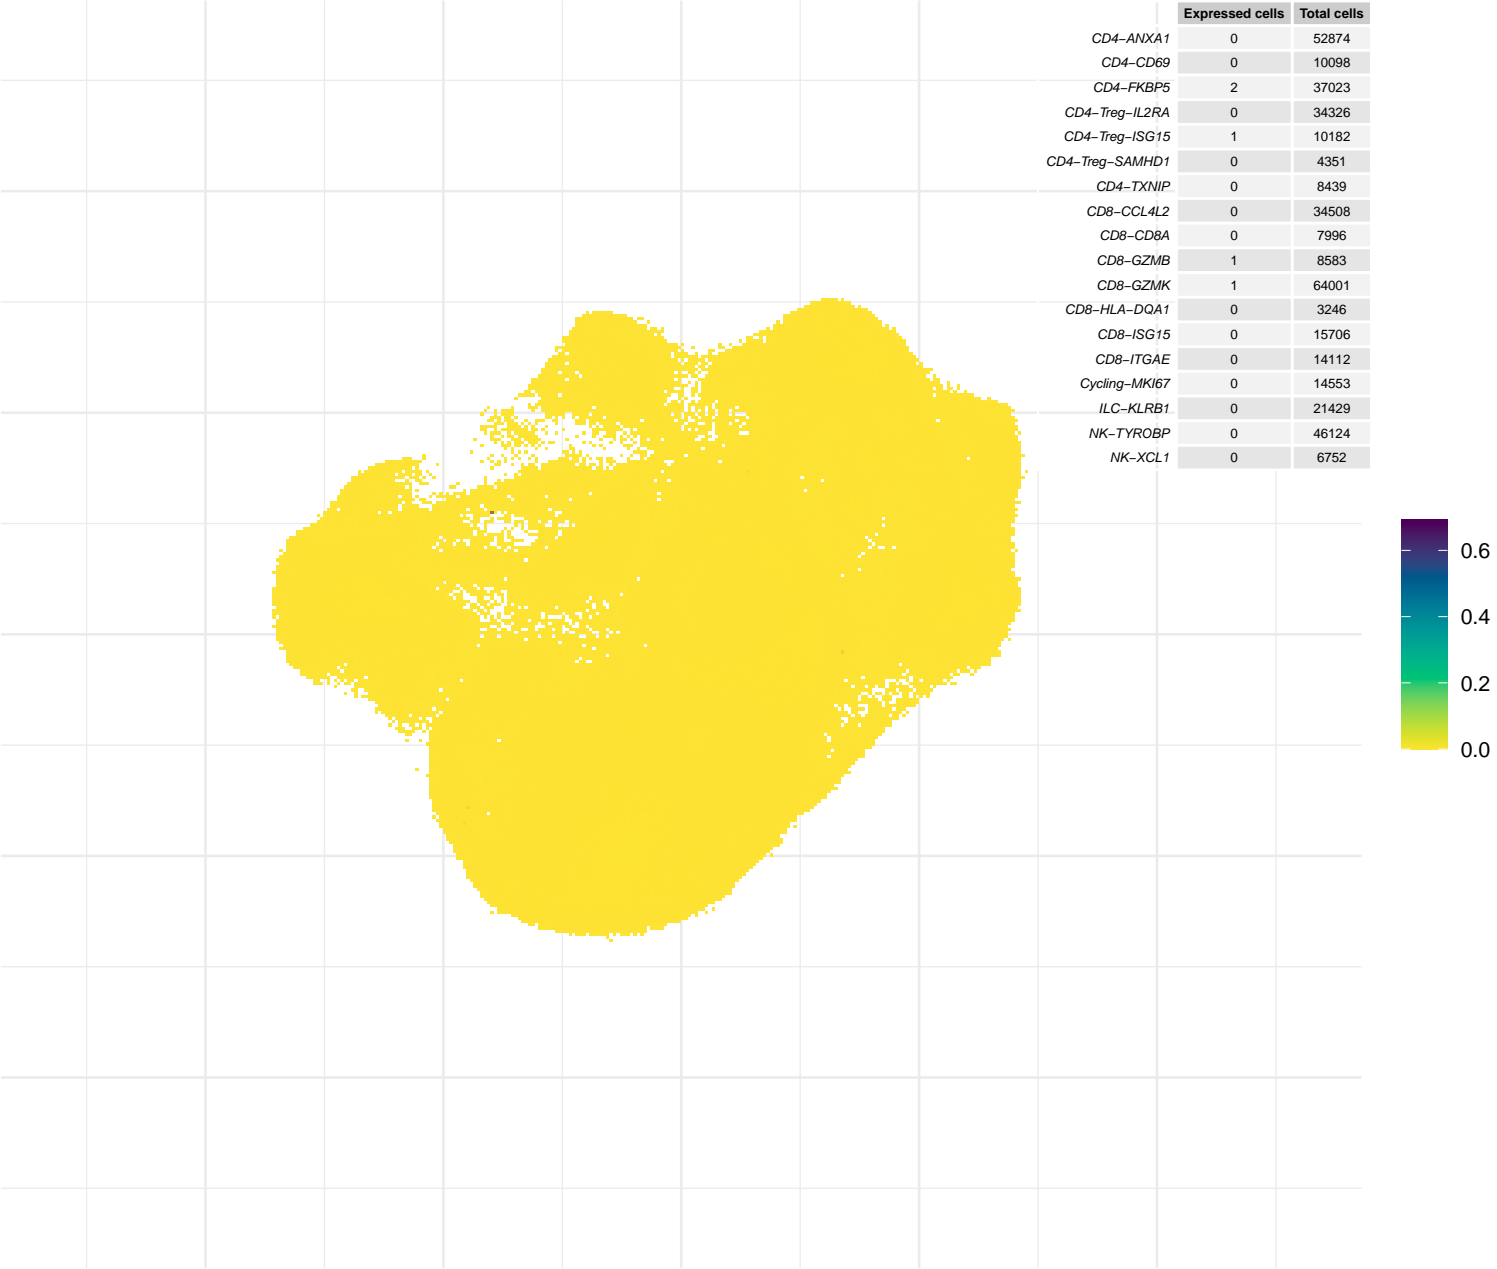 Expressed cells Total cells
CD4−ANXA1 0 52874
CD4−CD69 0 10098
CD4−FKBP5 2 37023
CD4−Treg−IL2RA 0 34326
CD4−Treg−ISG15 1 10182
CD4−Treg−SAMHD1 0 4351
CD4−TXNIP 0 8439
CD8−CCL4L2 0 34508
CD8−CD8A 0 7996
CD8−GZMB 1 8583
CD8−GZMK 1 64001
CD8−HLA−DQA1 0 3246
CD8−ISG15 0 15706
CD8−ITGAE 0 14112
Cycling−MKI67 0 14553
ILC−KLRB1 0 21429
NK−TYROBP 0 46124
NK−XCL1 0 6752
0.6
0.4
0.2
0.0